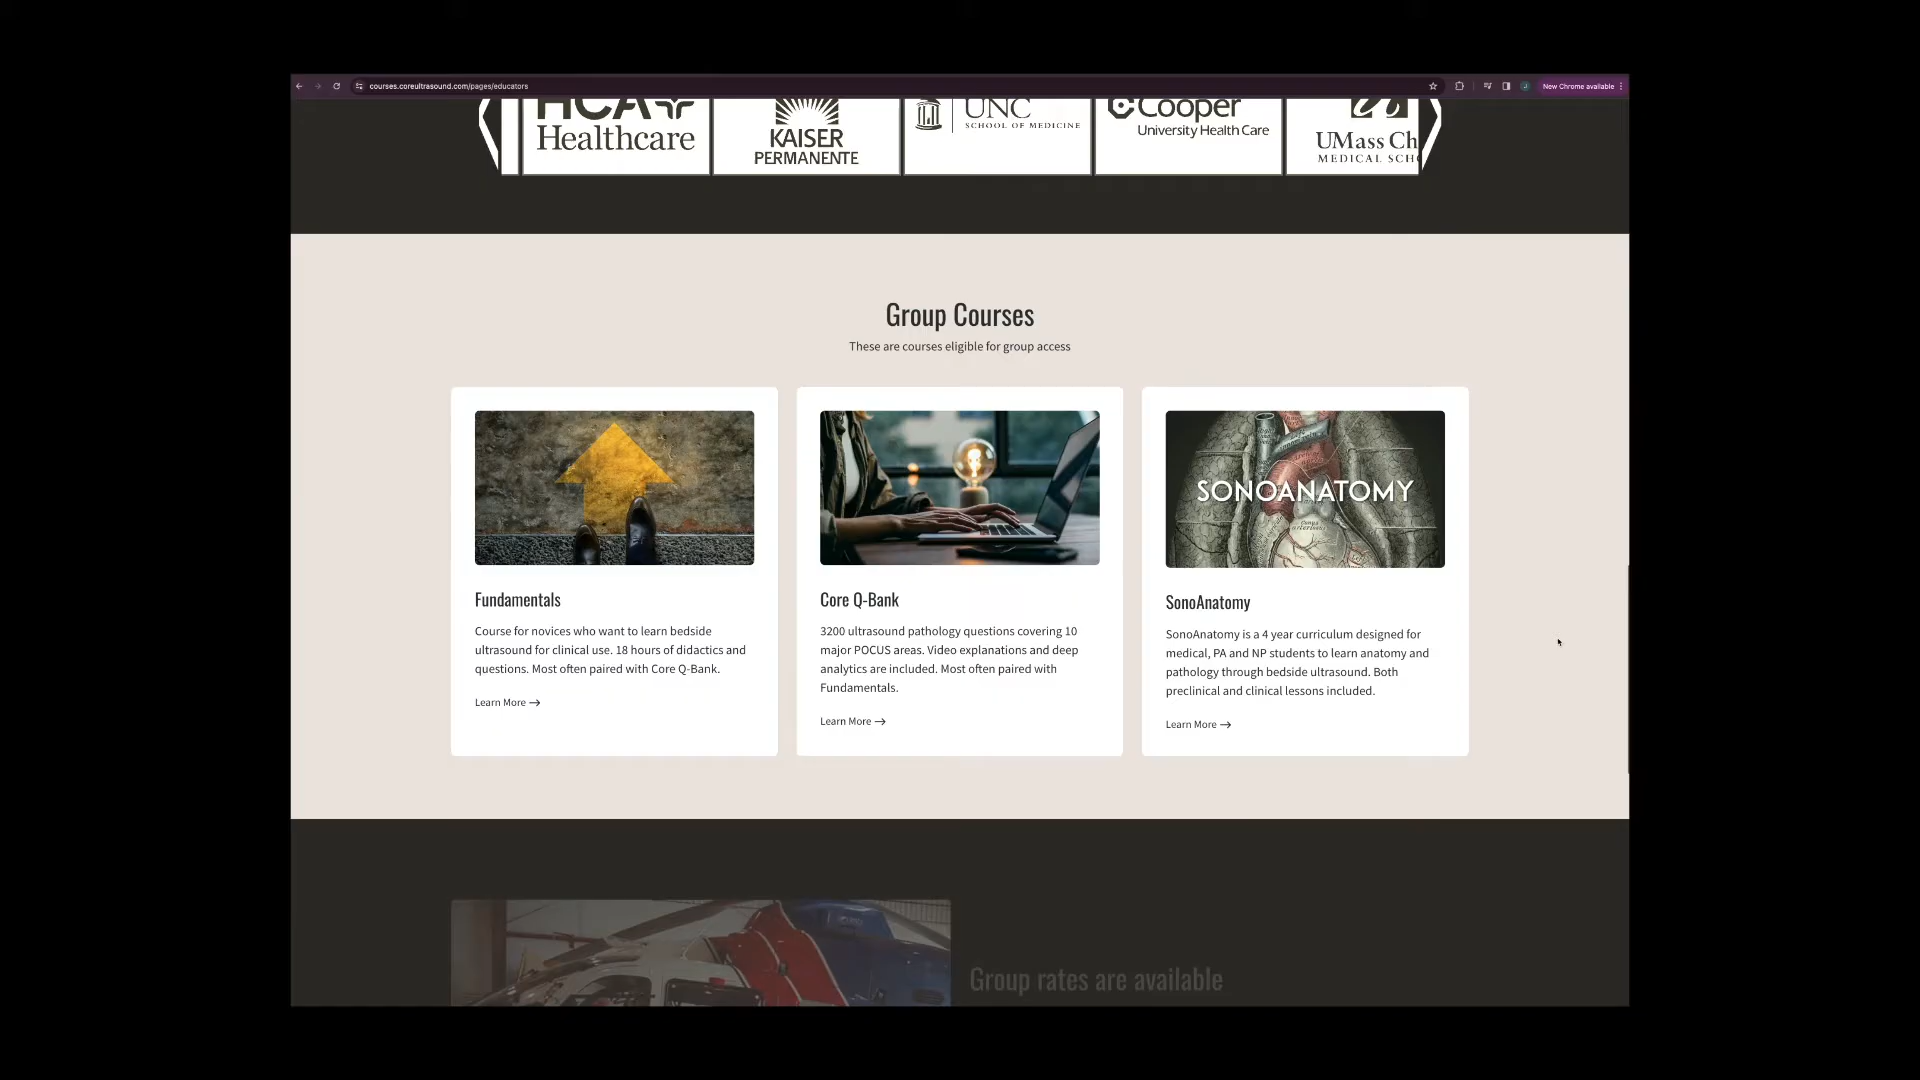 courses.coreultrasound.com/pages/educators
New Chrome available
HCA
Healthcare
KAISER
PERMANENTE
UNC
SCHOOL OF MEDICINE
Cooper
University Health Care
UMass Ch
MEDICAL SCH
Group Courses
These are courses eligible for group access
SONOANATOMY
Fundamentals
Course for novices who want to learn bedside
ultrasound for clinical use. 18 hours of didactics and
questions. Most often paired with Core Q-Bank.
Learn More
Core Q-Bank
3200 ultrasound pathology questions covering 10
major POCUS areas. Video explanations and deep
analytics are included. Most often paired with
Fundamentals.
Learn More
SonoAnatomy
SonoAnatomy is a 4 year curriculum designed for
medical, PA and NP students to learn anatomy and
pathology through bedside ultrasound. Both
preclinical and clinical lessons included.
Learn More
Group rates are available